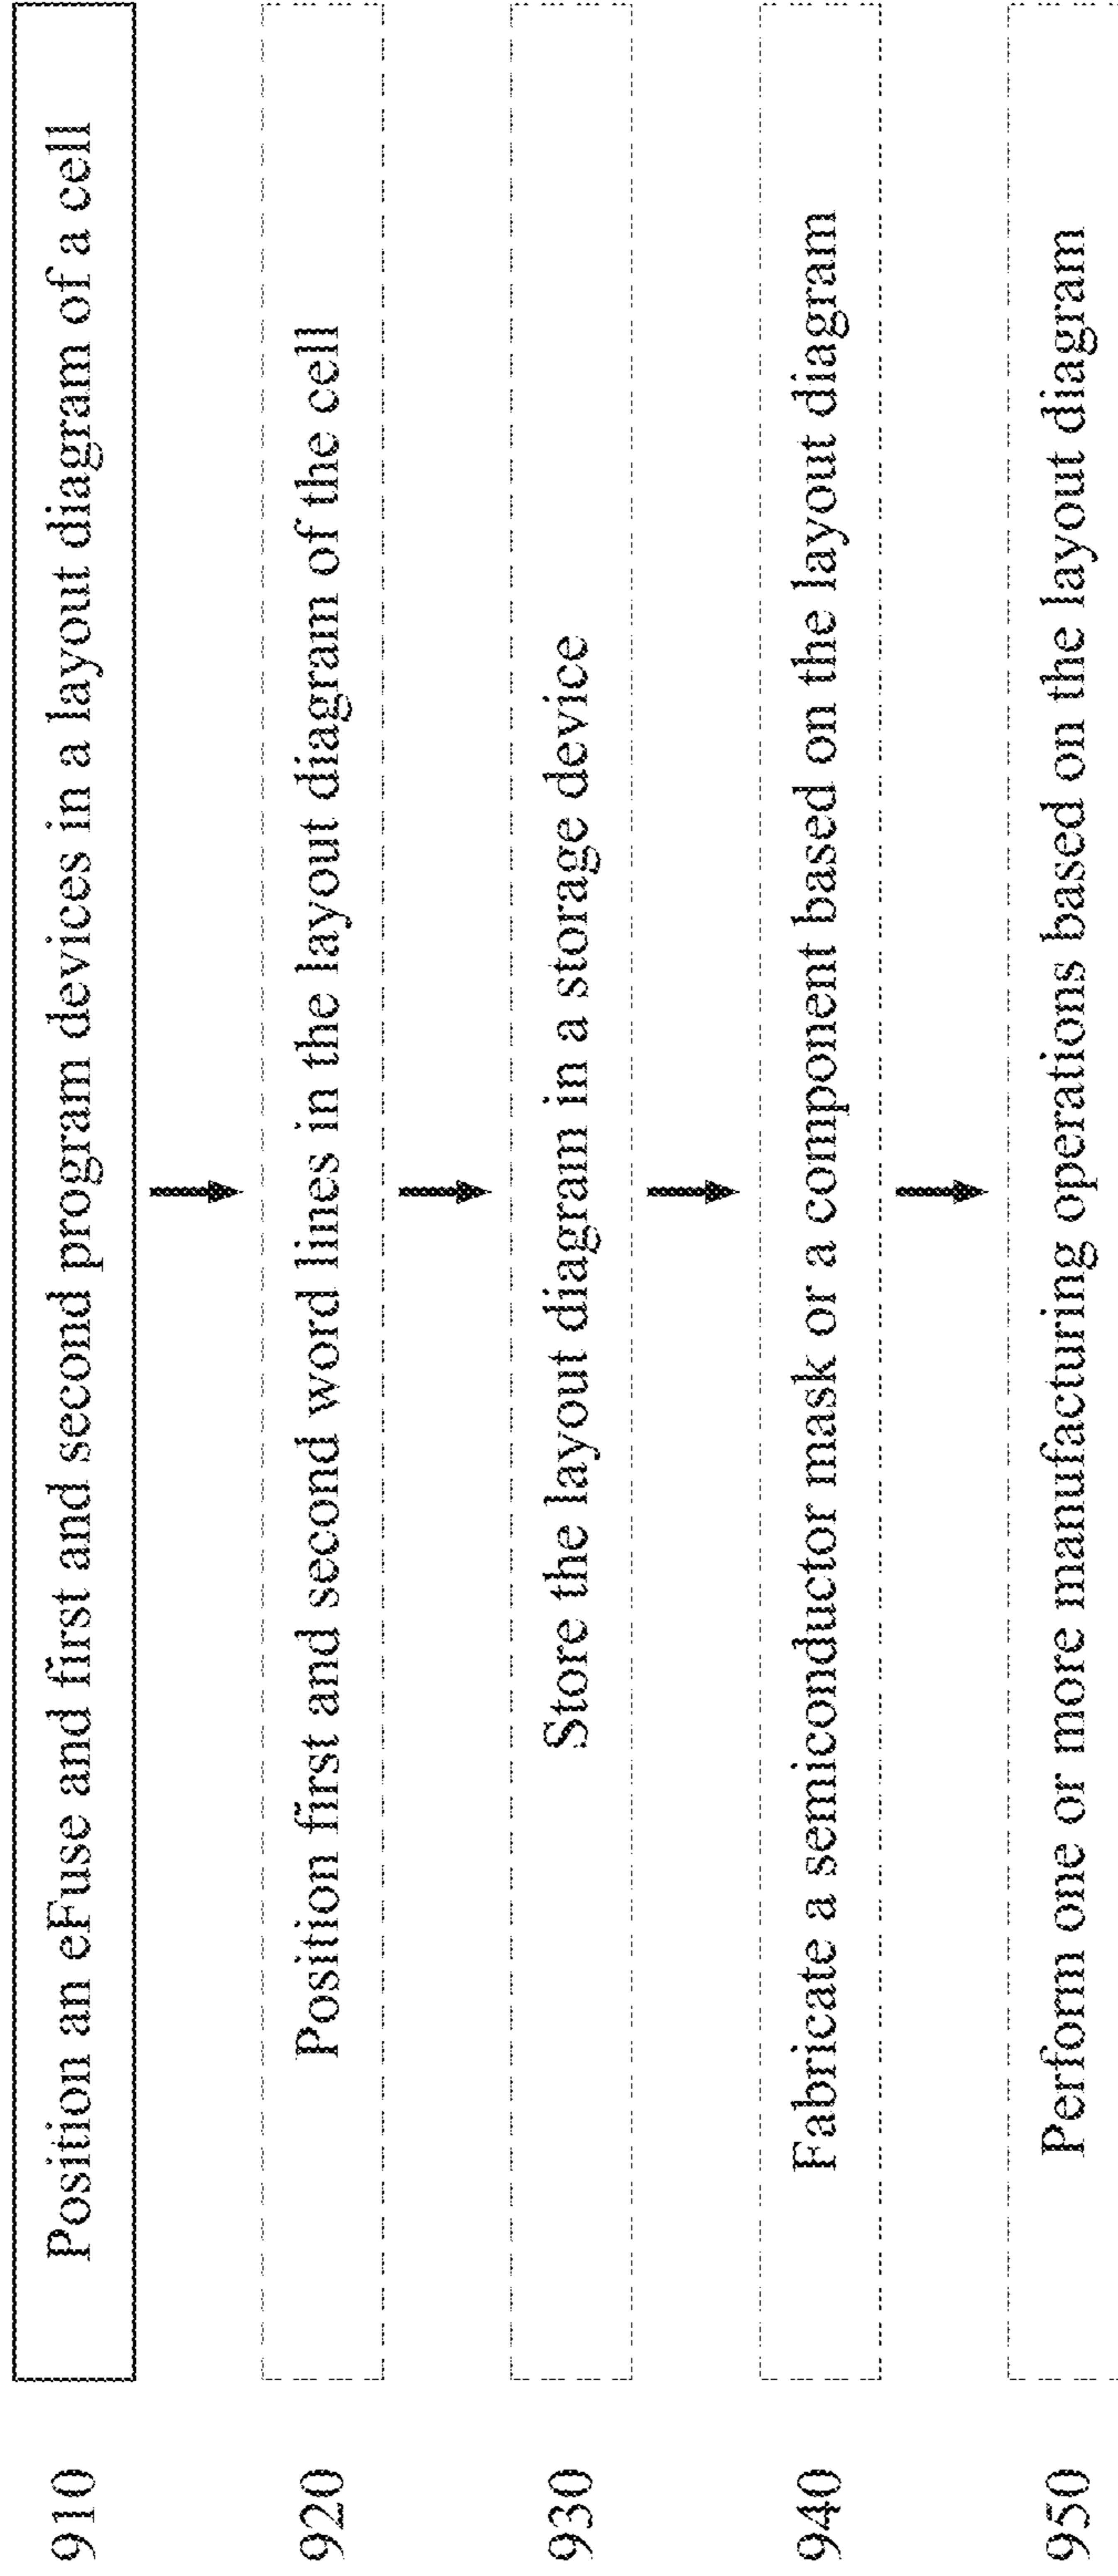 910 Position an eFuse and first and second program devices in a layout diagram of a cell
920 Position first and second word lines in the layout diagram of the cell
930 Store the layout diagram in a storage device
940 Fabricate a semiconductor mask or a component based on the layout diagram
950 Perform one or more manufacturing operations based on the layout diagram